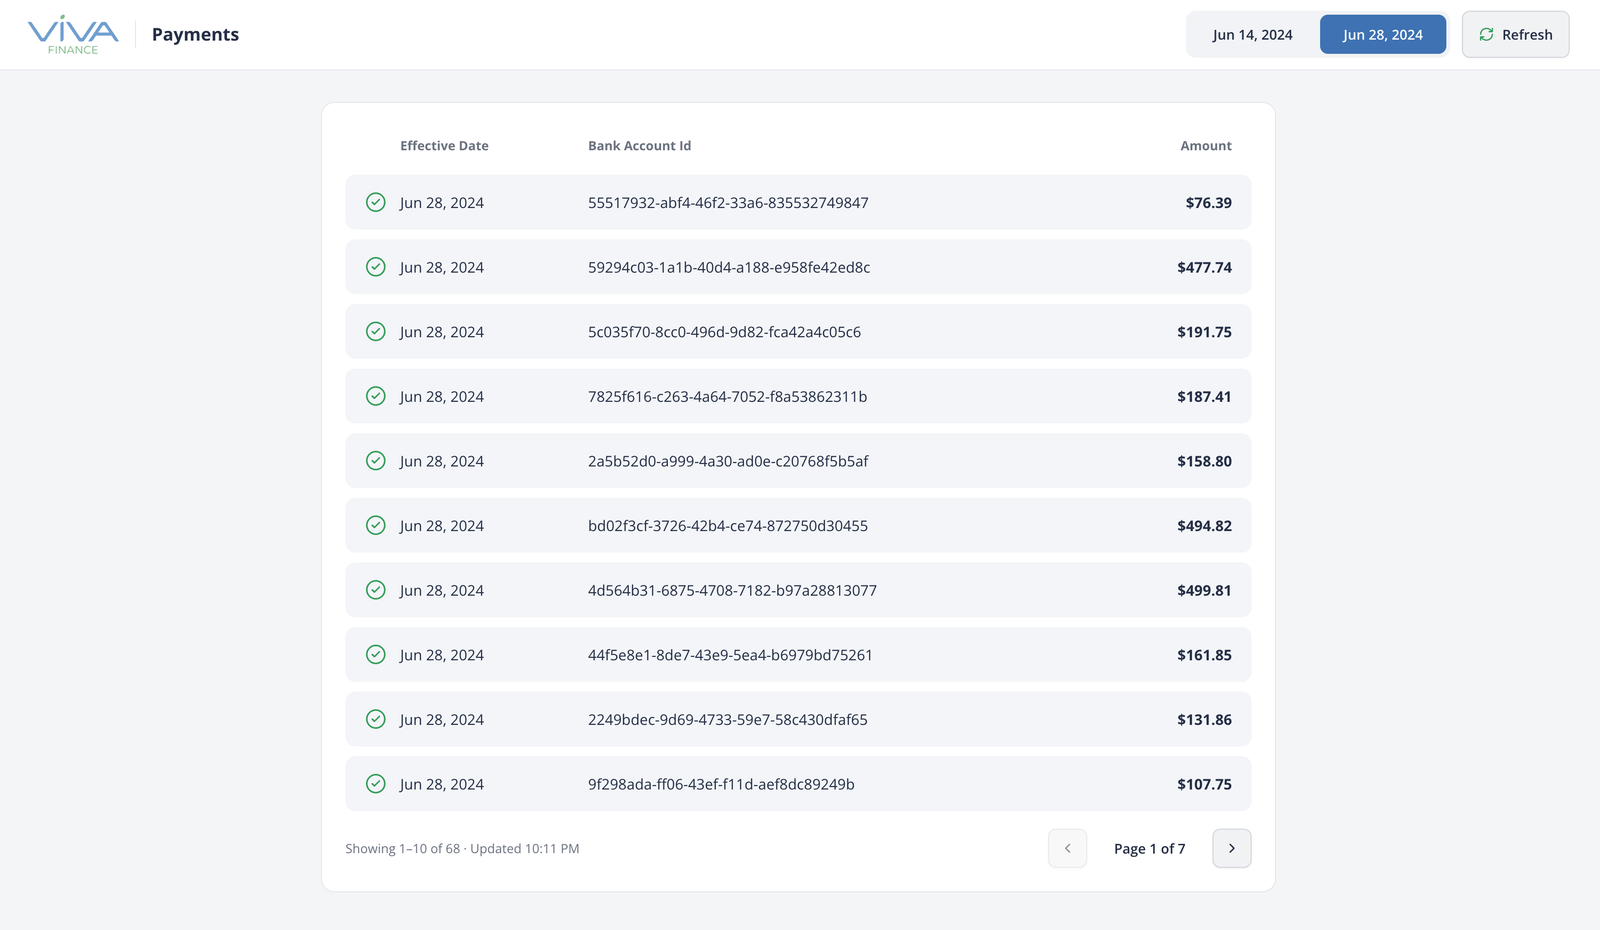 VIVA
FINANCE
Payments
Jun 14, 2024
Jun 28, 2024
Refresh
Effective Date Bank Account Id Amount
Jun 28, 2024 55517932-abf4-46f2-33a6-835532749847 $76.39
Jun 28, 2024 59294c03-1a1b-40d4-a188-e958fe42ed8c $477.74
Jun 28, 2024 5c035f70-8cc0-496d-9d82-fca42a4c05c6 $191.75
Jun 28, 2024 7825f616-c263-4a64-7052-f8a53862311b $187.41
Jun 28, 2024 2a5b52d0-a999-4a30-ad0e-c20768f5b5af $158.80
Jun 28, 2024 bd02f3cf-3726-42b4-ce74-872750d30455 $494.82
Jun 28, 2024 4d564b31-6875-4708-7182-b97a28813077 $499.81
Jun 28, 2024 44f5e8e1-8de7-43e9-5ea4-b6979bd75261 $161.85
Jun 28, 2024 2249bdec-9d69-4733-59e7-58c430dfaf65 $131.86
Jun 28, 2024 9f298ada-ff06-43ef-f11d-aef8dc89249b $107.75
Showing 1–10 of 68 · Updated 10:11 PM
Page 1 of 7